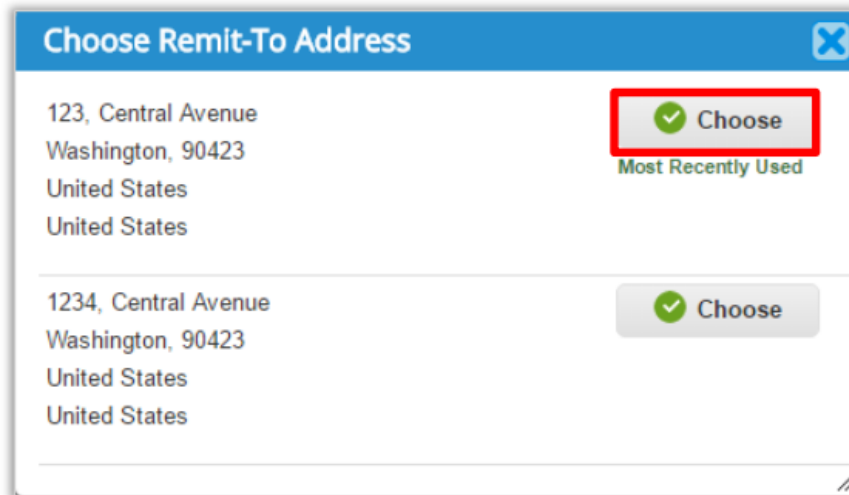 Choose Remit-To Address
123, Central Avenue
Choose
Washington, 90423
Most Recently Used
United States
United States
1234, Central Avenue
Choose
Washington, 90423
United States
United States